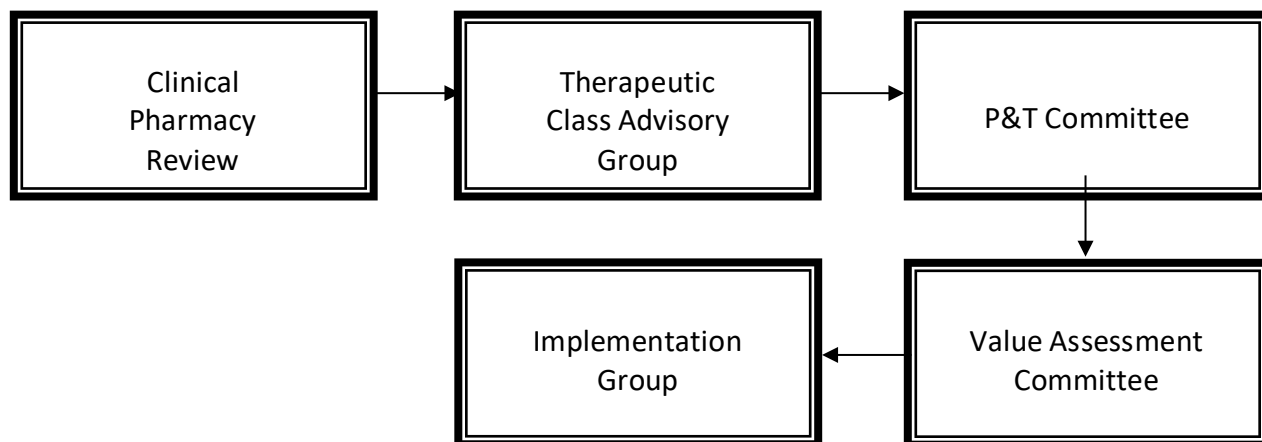 Clinical
Pharmacy
Review
Therapeutic
Class Advisory
Group
P&T Committee
Implementation
Group
Value Assessment
Committee